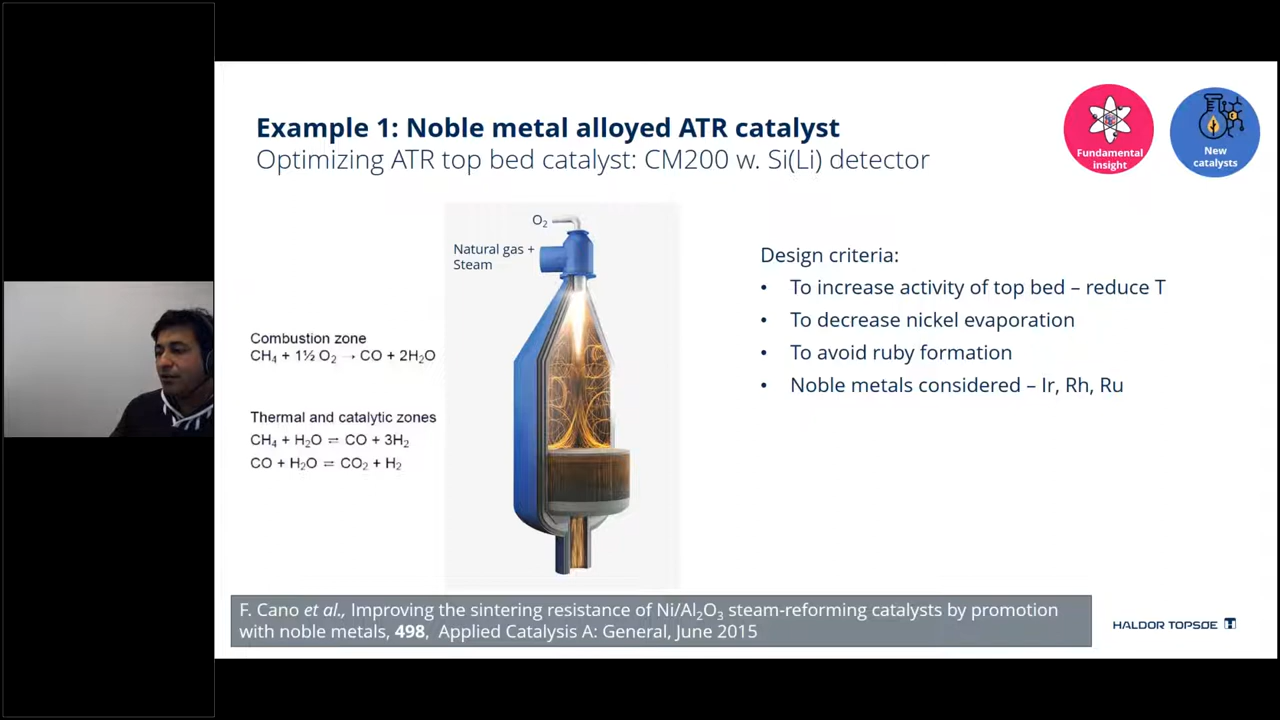 Example 1: Noble metal alloyed ATR catalyst
Optimizing ATR top bed catalyst: CM200 w. Si(Li) detector
Fundamental
insight
New
catalysts
O₂
Natural gas +
Steam
Combustion zone
CH₄ + 1½ O₂ → CO + 2H₂O
Thermal and catalytic zones
CH₄ + H₂O = CO + 3H₂
CO + H₂O = CO₂ + H₂
Design criteria:
• To increase activity of top bed – reduce T
• To decrease nickel evaporation
• To avoid ruby formation
• Noble metals considered – Ir, Rh, Ru
F. Cano et al., Improving the sintering resistance of Ni/Al₂O₃ steam-reforming catalysts by promotion
with noble metals, 498, Applied Catalysis A: General, June 2015
HALDOR TOPSØE